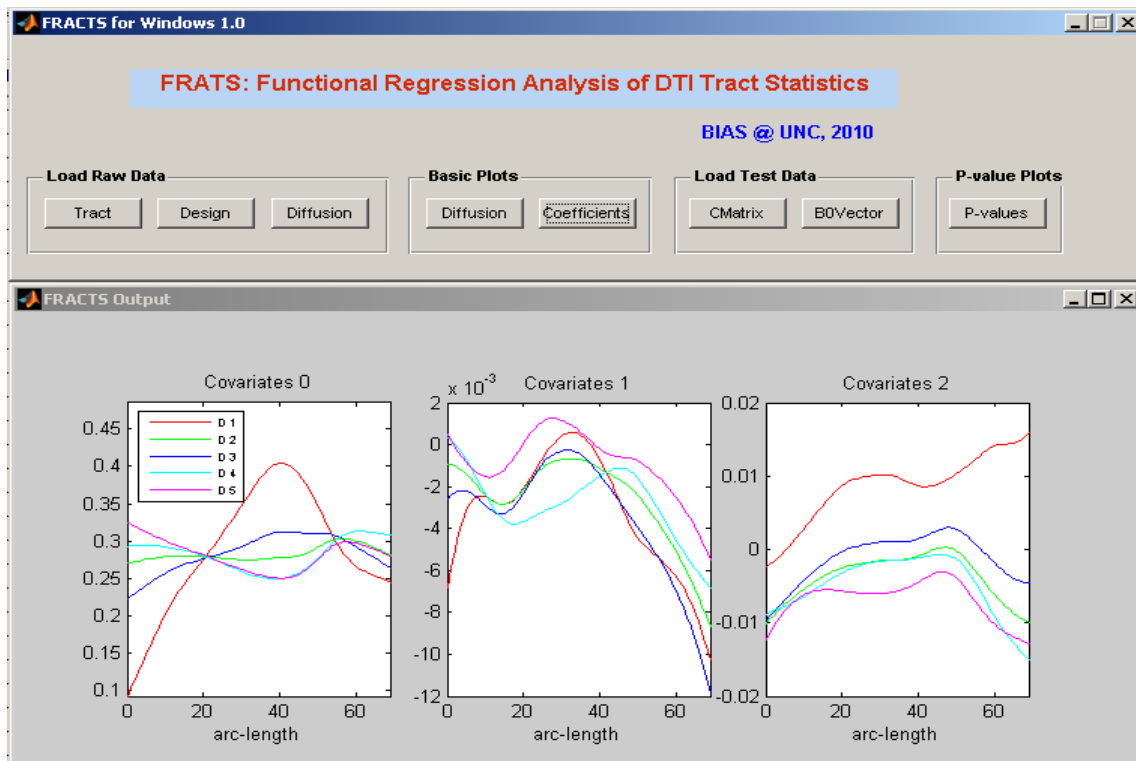 FRACTS for Windows 1.0
FRATS: Functional Regression Analysis of DTI Tract Statistics
BIAS @ UNC, 2010
Load Raw Data Basic Plots Load Test Data P-value Plots
Tract Design Diffusion Diffusion Coefficients CMatrix B0Vector P-values
FRACTS Output
Covariates 0
D 1
D 2
D 3
D 4
D 5
0.45
0.4
0.35
0.3
0.25
0.2
0.15
0.1
0 20 40 60
arc-length
x 10-3 Covariates 1
2
0
-2
-4
-6
-8
-10
-12
0 20 40 60
arc-length
Covariates 2
0.02
0.01
0
-0.01
-0.02
0 20 40 60
arc-length